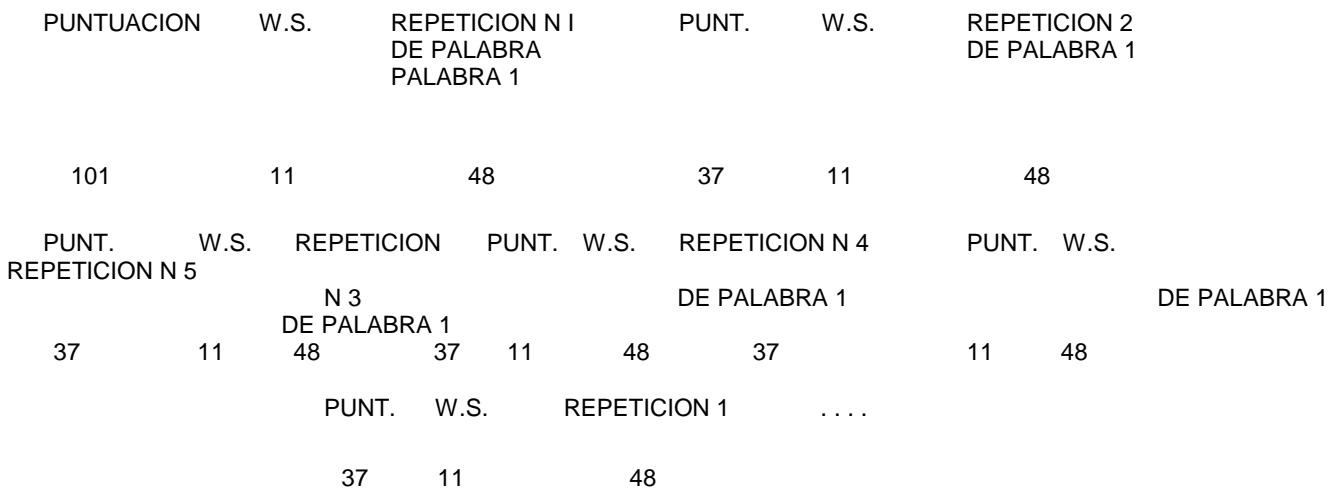 PUNTUACION W.S. REPETICION N I PUNT. W.S. REPETICION 2
DE PALABRA DE PALABRA 1
PALABRA 1
101 11 48 37 11 48
PUNT. W.S. REPETICION PUNT. W.S. REPETICION N 4 PUNT. W.S.
REPETICION N 5
N 3 DE PALABRA 1 DE PALABRA 1
DE PALABRA 1
37 11 48 37 11 48 37 11 48
PUNT. W.S. REPETICION 1 . . . .
37 11 48